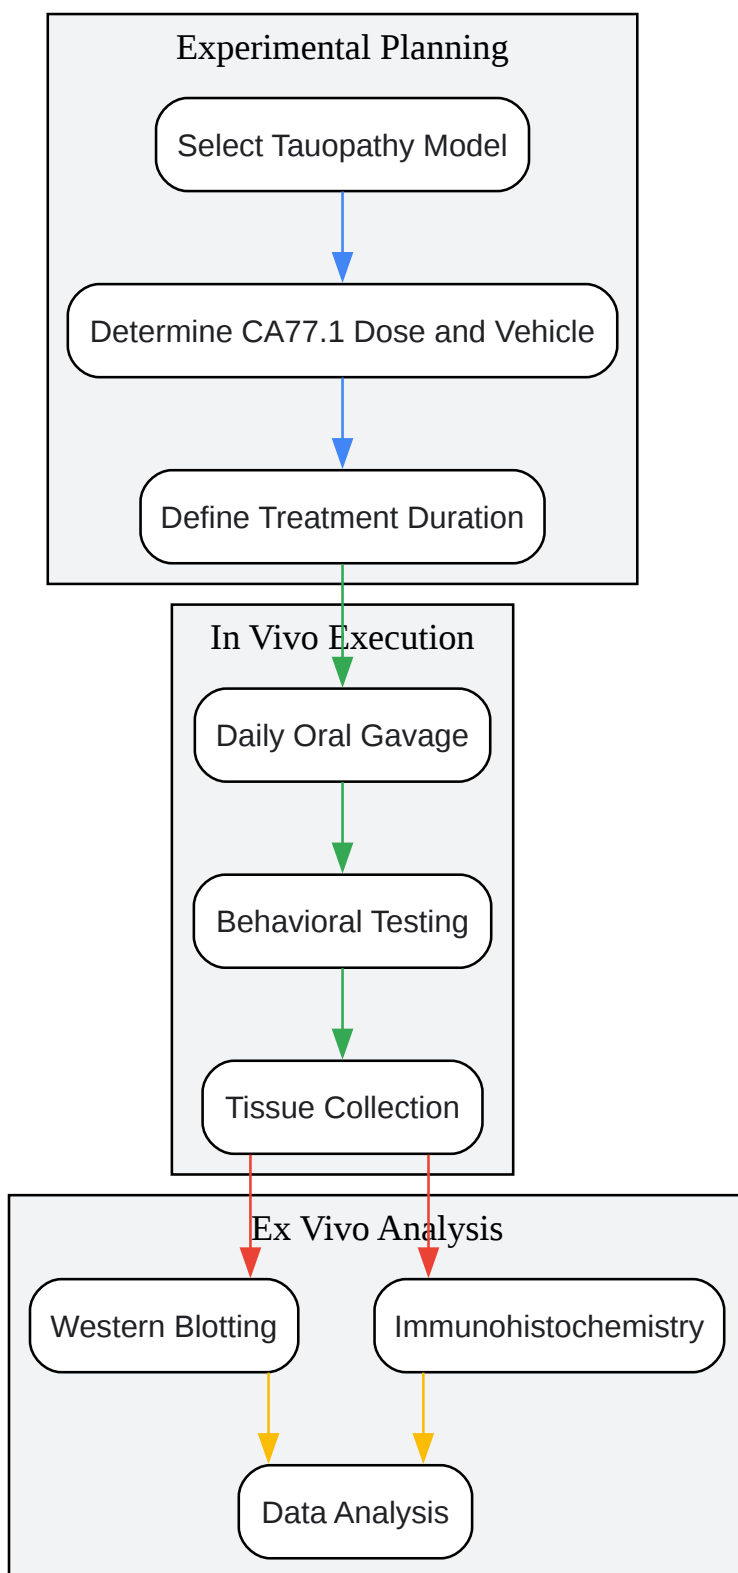 Experimental Planning
Select Tauopathy Model
Determine CA77.1 Dose and Vehicle
Define Treatment Duration
In Vivo Execution
Daily Oral Gavage
Behavioral Testing
Tissue Collection
Ex Vivo Analysis
Western Blotting
Immunohistochemistry
Data Analysis